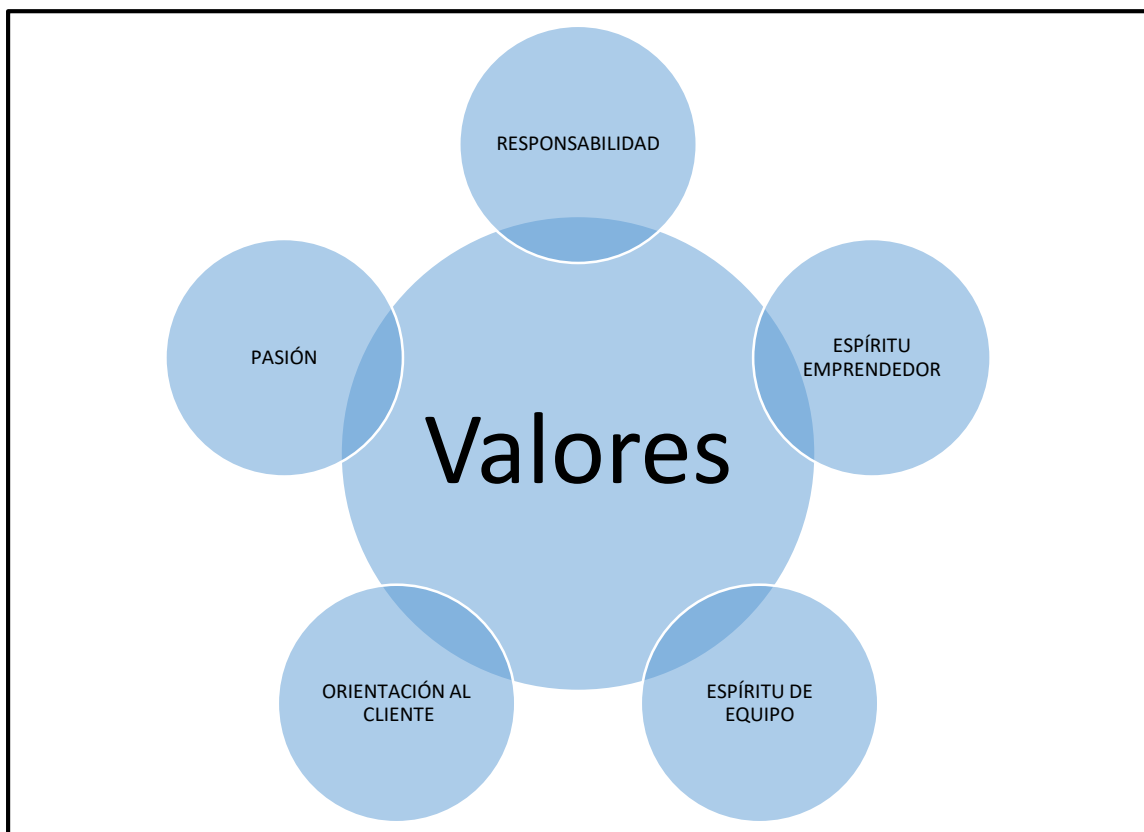 RESPONSABILIDAD
ESPÍRITU
EMPRENDEDOR
ESPÍRITU DE
EQUIPO
ORIENTACIÓN AL
CLIENTE
PASIÓN
Valores